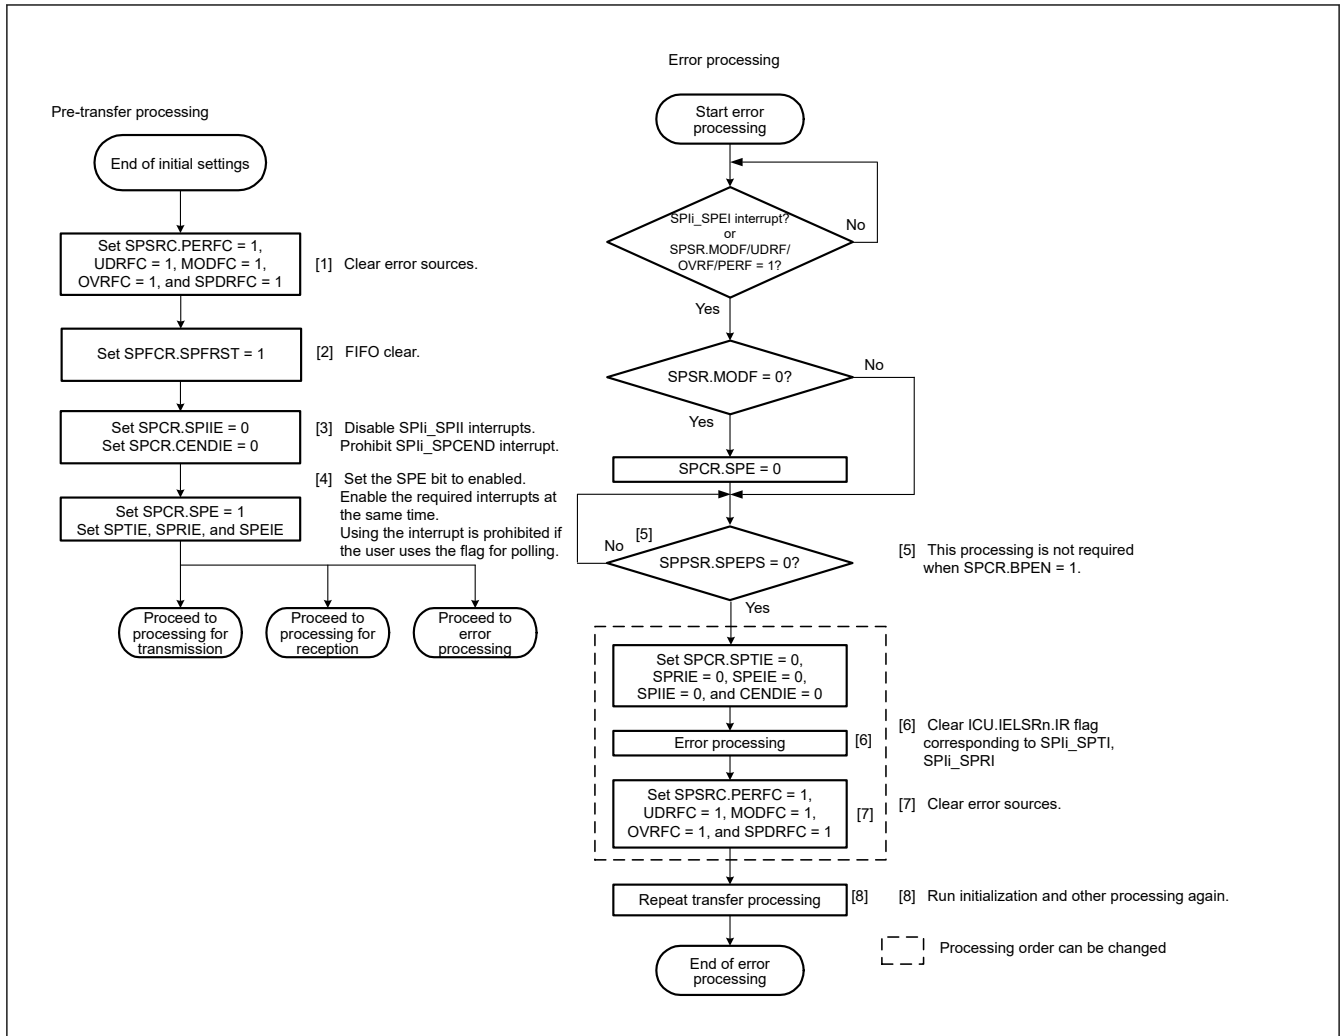 Pre-transfer processing
End of initial settings
Set SPSRC.PERFC = 1,
UDRFC = 1, MODFC = 1,
OVRFC = 1, and SPDRFC = 1
[1] Clear error sources.
Set SPFCR.SPFRST = 1
[2] FIFO clear.
Set SPCR.SPIIE = 0
Set SPCR.CENDIE = 0
[3] Disable SPIi_SPII interrupts.
Prohibit SPIi_SPCEND interrupt.
Set SPCR.SPE = 1
Set SPTIE, SPRIE, and SPEIE
[4] Set the SPE bit to enabled.
Enable the required interrupts at
the same time.
Using the interrupt is prohibited if
the user uses the flag for polling.
Proceed to
processing for
transmission
Proceed to
processing for
reception
Proceed to
error
processing
Error processing
Start error
processing
SPIi_SPEI interrupt?
or
SPSR.MODF/UDRF/
OVRF/PERF = 1?
No
Yes
SPSR.MODF = 0?
No
Yes
SPCR.SPE = 0
[5]
No
SPPSR.SPEPS = 0?
Yes
[5] This processing is not required
when SPCR.BPEN = 1.
Set SPCR.SPTIE = 0,
SPRIE = 0, SPEIE = 0,
SPIIE = 0, and CENDIE = 0
Error processing
[6]
[6] Clear ICU.IELSRn.IR flag
corresponding to SPIi_SPTI,
SPIi_SPRI
Set SPSRC.PERFC = 1,
UDRFC = 1, MODFC = 1,
OVRFC = 1, and SPDRFC = 1
[7]
[7] Clear error sources.
Repeat transfer processing
[8]
[8] Run initialization and other processing again.
End of error
processing
Processing order can be changed